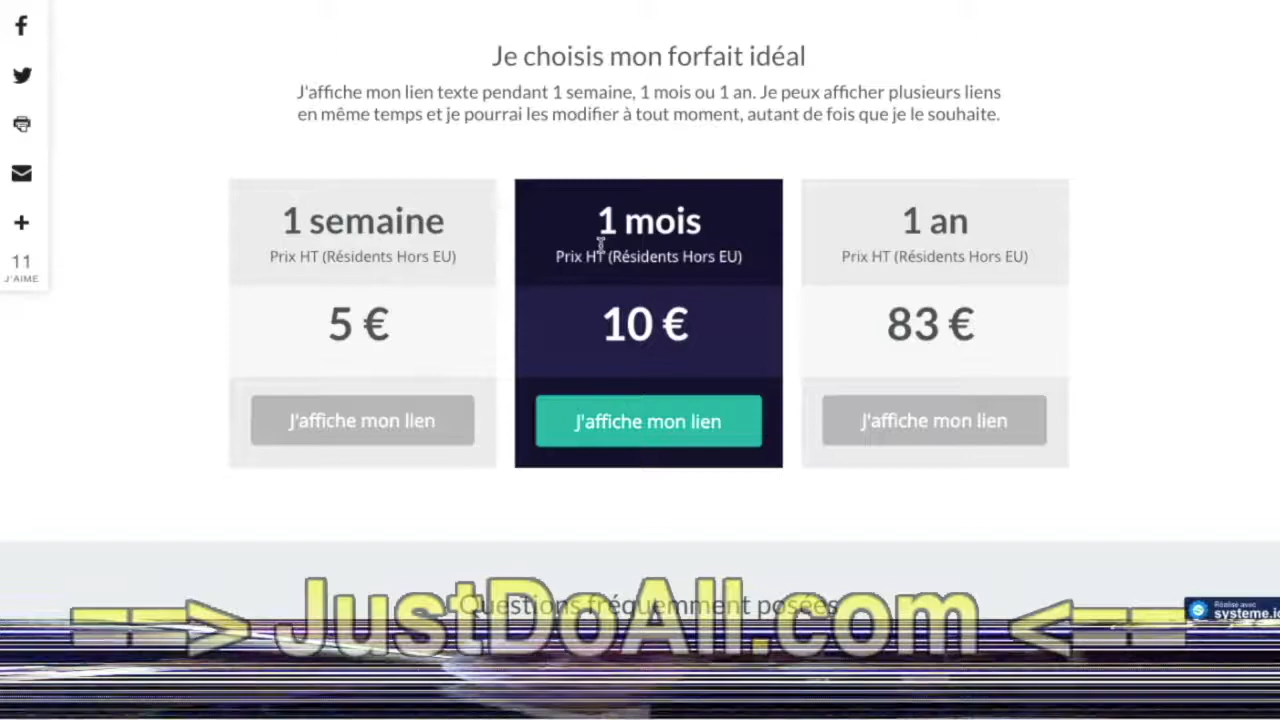 Je choisis mon forfait idéal
J'affiche mon lien texte pendant 1 semaine, 1 mois ou 1 an. Je peux afficher plusieurs liens
en même temps et je pourrai les modifier à tout moment, autant de fois que je le souhaite.
11
J'AIME
1 semaine
Prix HT (Résidents Hors EU)
5 €
J'affiche mon lien
1 mois
Prix HT (Résidents Hors EU)
10 €
J'affiche mon lien
1 an
Prix HT (Résidents Hors EU)
83 €
J'affiche mon lien
Questions fréquemment posées
==> JustDoAll.com <==
Réalisé avec
systeme.io